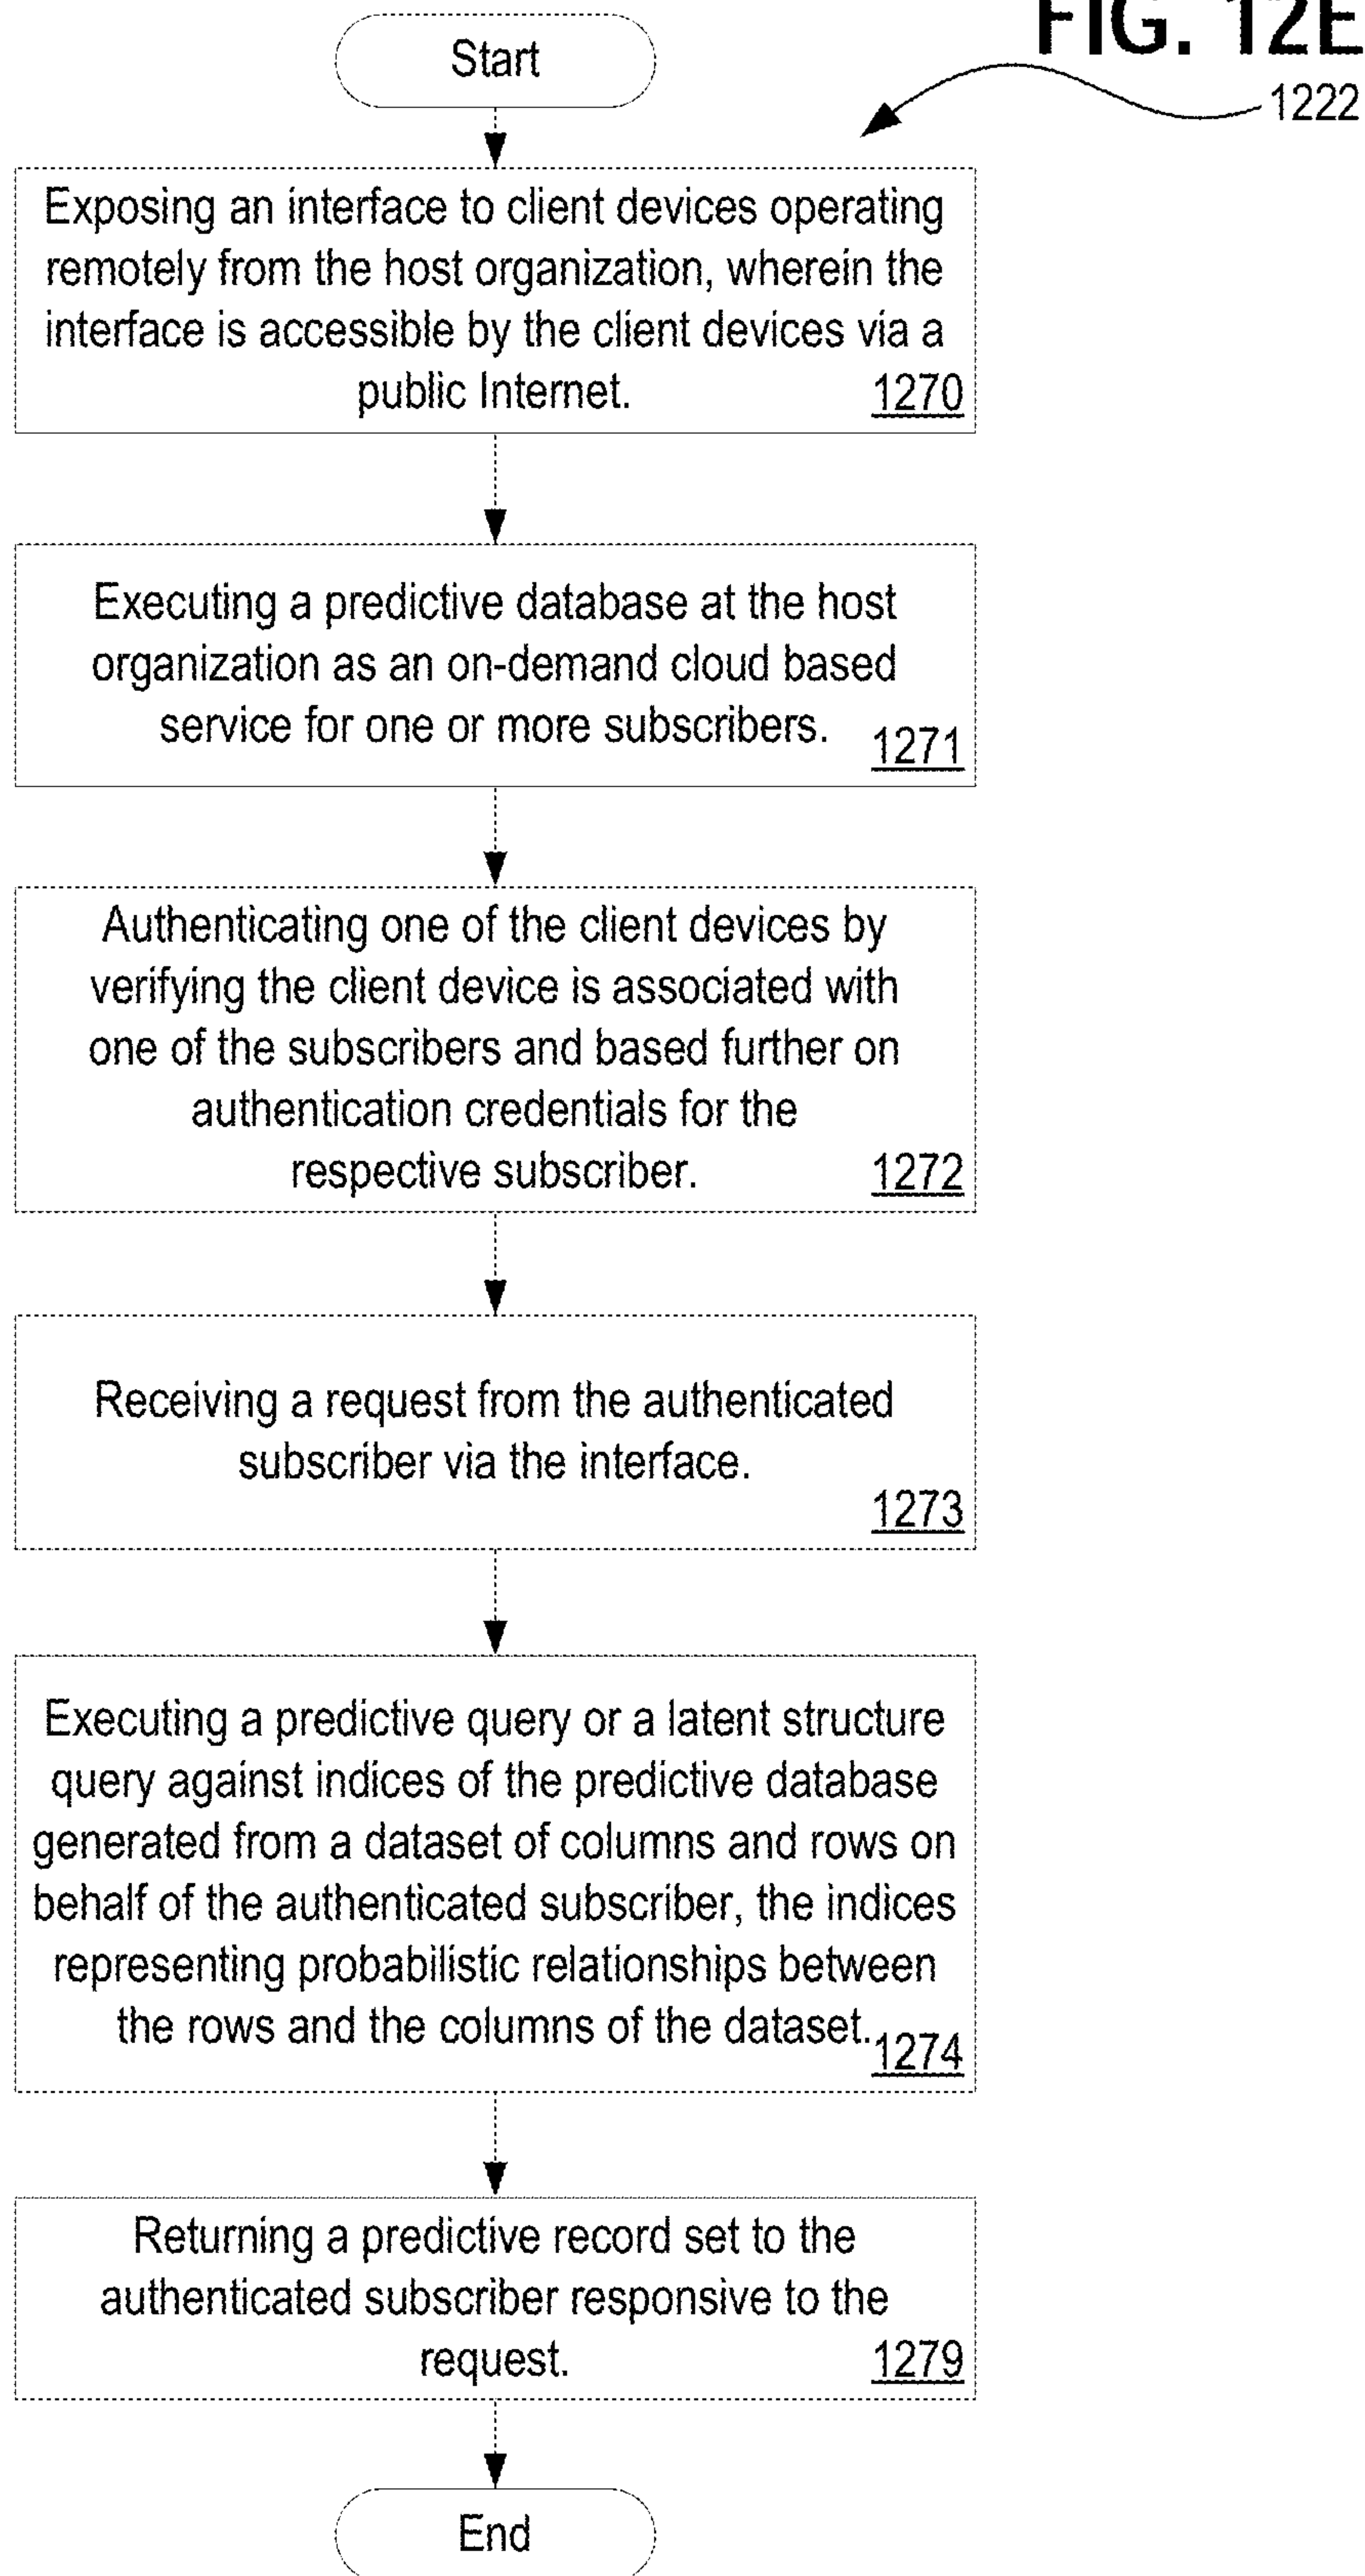 FIG. 12E
1222
Start
Exposing an interface to client devices operating
remotely from the host organization, wherein the
interface is accessible by the client devices via a
public Internet.
1270
Executing a predictive database at the host
organization as an on-demand cloud based
service for one or more subscribers.
1271
Authenticating one of the client devices by
verifying the client device is associated with
one of the subscribers and based further on
authentication credentials for the
respective subscriber.
1272
Receiving a request from the authenticated
subscriber via the interface.
1273
Executing a predictive query or a latent structure
query against indices of the predictive database
generated from a dataset of columns and rows on
behalf of the authenticated subscriber, the indices
representing probabilistic relationships between
the rows and the columns of the dataset.
1274
Returning a predictive record set to the
authenticated subscriber responsive to the
request.
1279
End